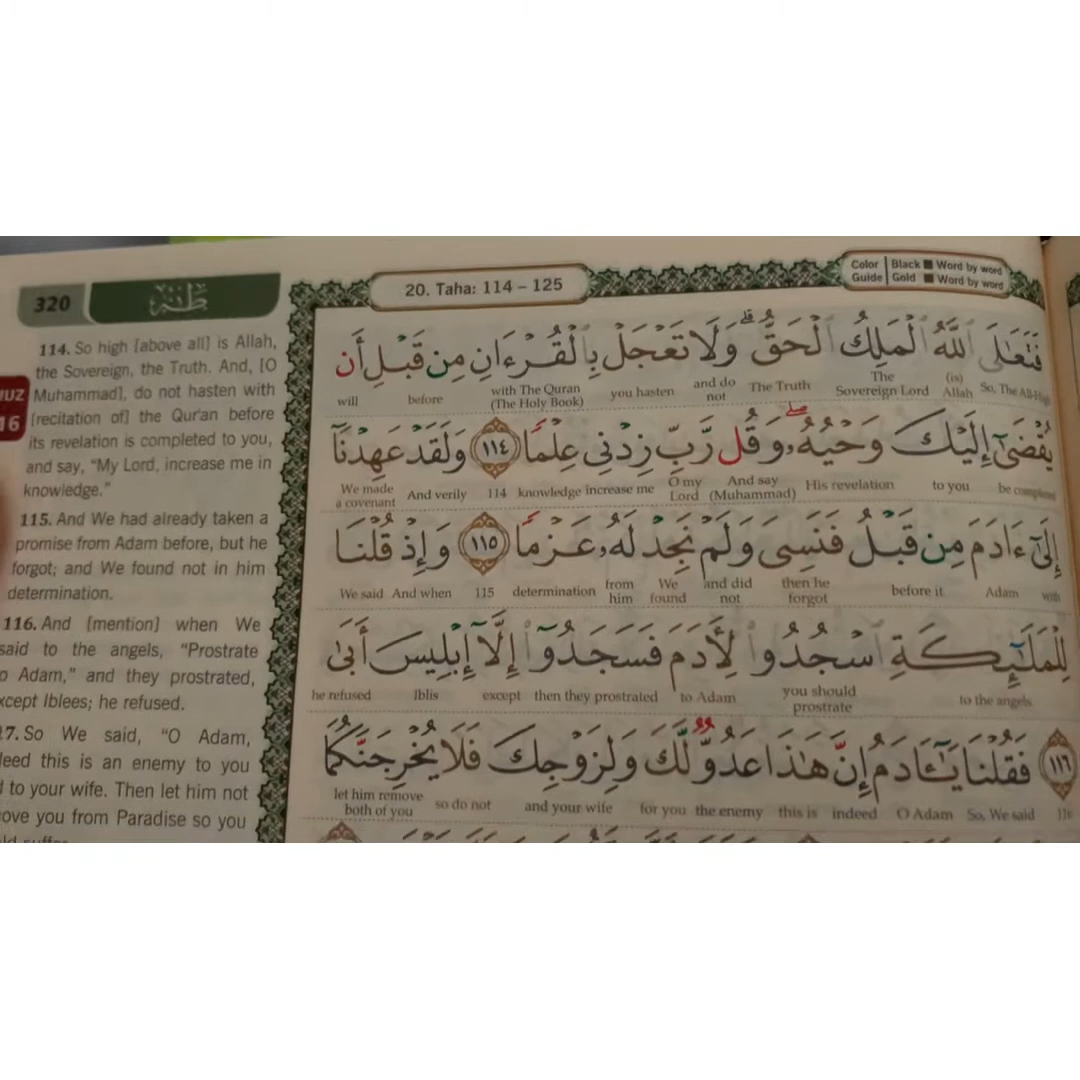 320
طه
20. Taha: 114 – 125
Color Guide
Black ■ Word by word
Gold ■ Word by word
JUZ
16
114. So high [above all] is Allah,
the Sovereign, the Truth. And, [O
Muhammad], do not hasten with
[recitation of] the Qur'an before
its revelation is completed to you,
and say, "My Lord, increase me in
knowledge."
115. And We had already taken a
promise from Adam before, but he
forgot; and We found not in him
determination.
116. And [mention] when We
said to the angels, "Prostrate
to Adam," and they prostrated,
except Iblees; he refused.
17. So We said, "O Adam,
deed this is an enemy to you
to your wife. Then let him not
ove you from Paradise so you
فَتَعَـٰلَى ٱللَّهُ ٱلْمَلِكُ ٱلْحَقُّ ۗ وَلَا تَعْجَلْ بِٱلْقُرْءَانِ مِن قَبْلِ أَن
So, The All-High (is) Allah The Sovereign Lord The Truth and do not you hasten with The Quran (The Holy Book) before will
يُقْضَىٰٓ إِلَيْكَ وَحْيُهُۥ ۖ وَقُل رَّبِّ زِدْنِى عِلْمًا ﴿١١٤﴾ وَلَقَدْ عَهِدْنَآ
be completed to you His revelation And say (Muhammad) O my Lord increase me knowledge 114 And verily We made a covenant
إِلَىٰٓ ءَادَمَ مِن قَبْلُ فَنَسِىَ وَلَمْ نَجِدْ لَهُۥ عَزْمًا ﴿١١٥﴾ وَإِذْ قُلْنَا
with Adam before it then he forgot and did not We found from him determination 115 And when We said
لِلْمَلَـٰٓئِكَةِ ٱسْجُدُوا۟ لِـَٔادَمَ فَسَجَدُوٓا۟ إِلَّآ إِبْلِيسَ أَبَىٰ
to the angels you should prostrate to Adam then they prostrated except Iblis he refused
﴿١١٦﴾ فَقُلْنَا يَـٰٓـَٔادَمُ إِنَّ هَـٰذَا عَدُوٌّ لَّكَ وَلِزَوْجِكَ فَلَا يُخْرِجَنَّكُمَا
116 So, We said O Adam indeed this is the enemy for you and your wife so do not let him remove both of you